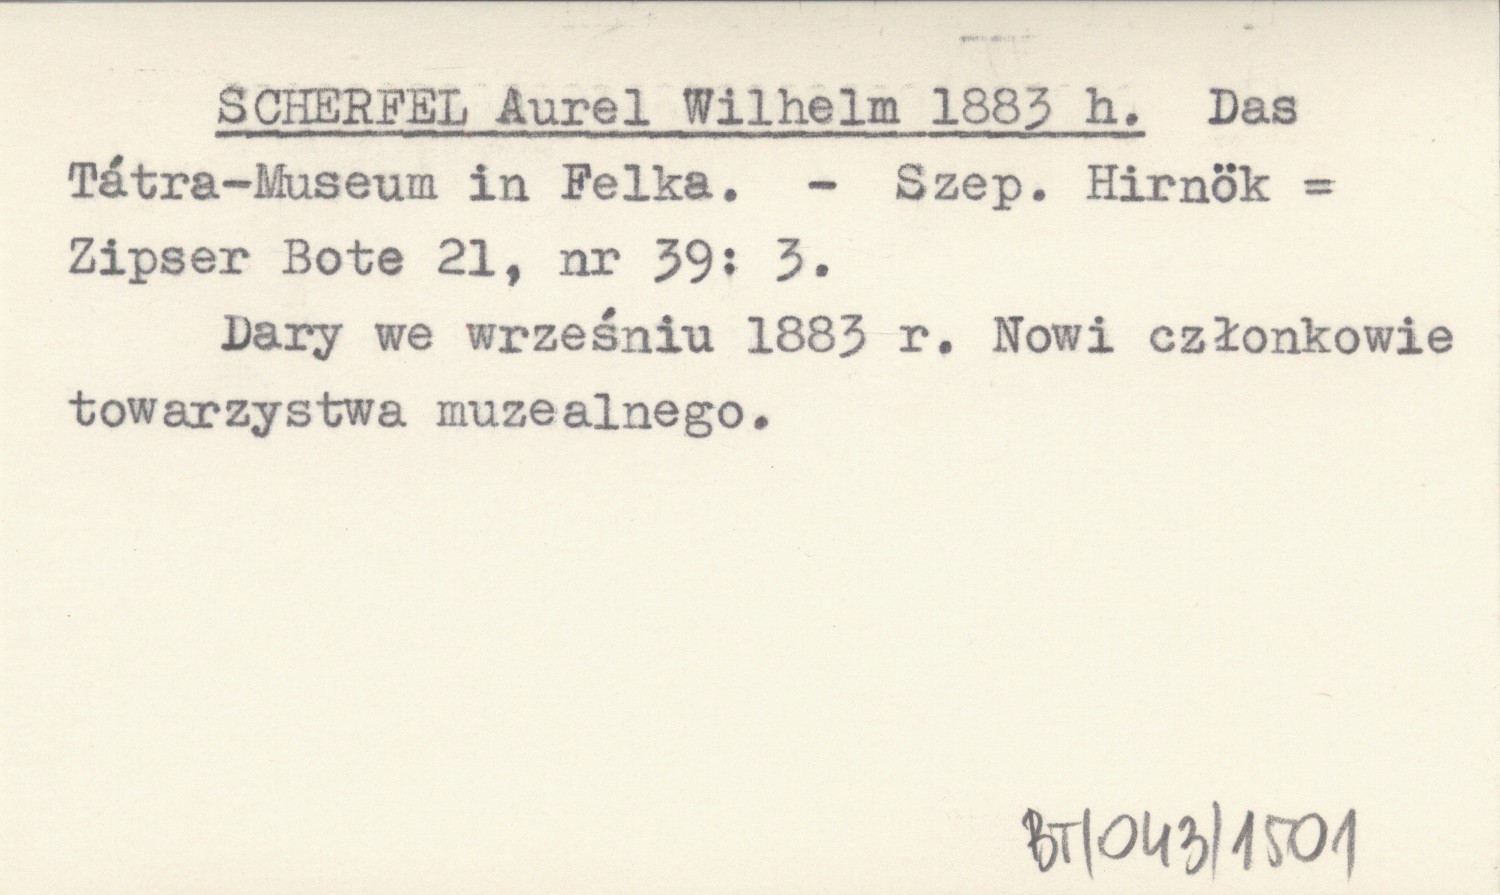 SCHERFEL Aurel Wilhelm 1883 h. Das
Tátra-Museum in Felka. - Szep. Hirnök =
Zipser Bote 21, nr 39: 3.
Dary we wrześniu 1883 r. Nowi członkowie
towarzystwa muzealnego.
BT/043/1501